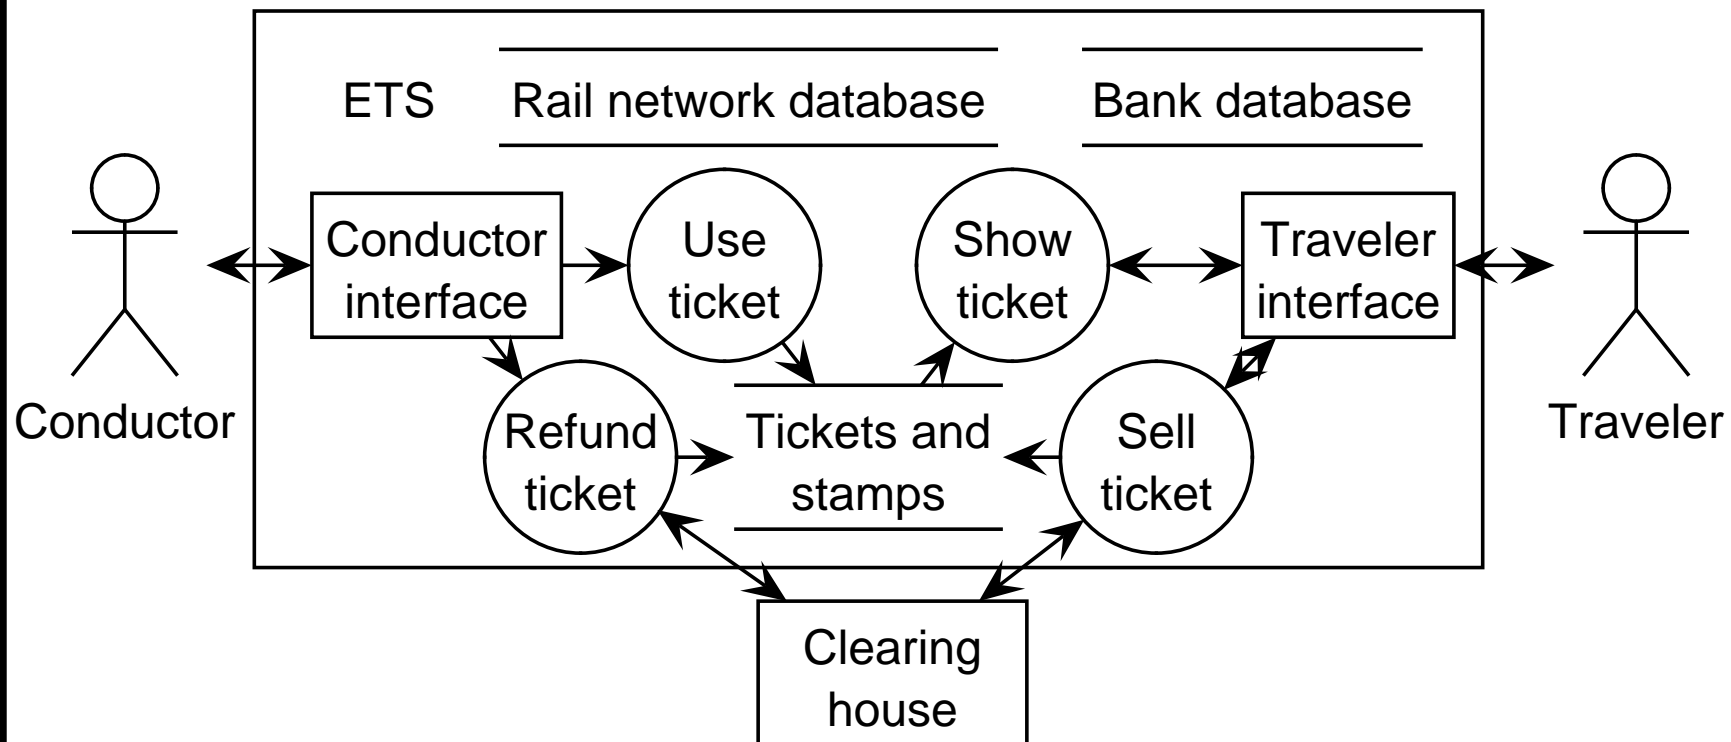 ETS
Rail network database
Bank database
Conductor
interface
Use
ticket
Show
ticket
Traveler
interface
Conductor
Refund
ticket
Tickets and
stamps
Sell
ticket
Traveler
Clearing
house